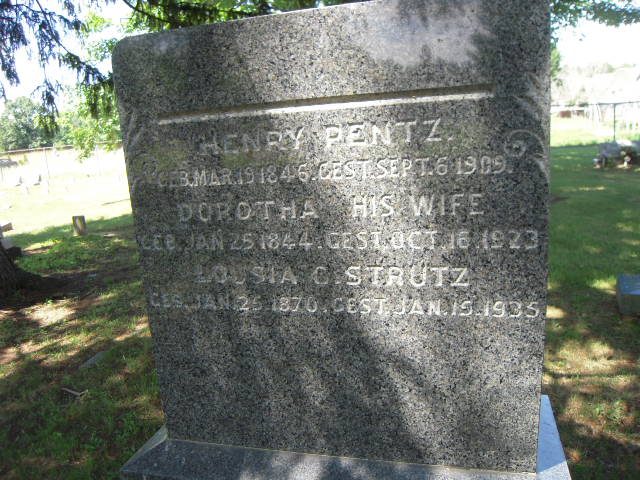 HENRY PENTZ.
GEB. MAR. 19 1846. GEST. SEPT. 6 1909.
DOROTHA HIS WIFE
GEB. JAN 25 1844. GEST. OCT. 16. 1923
LOUSIA C. STRUTZ
GEB. JAN. 25 1870. GEST. JAN. 15. 1935